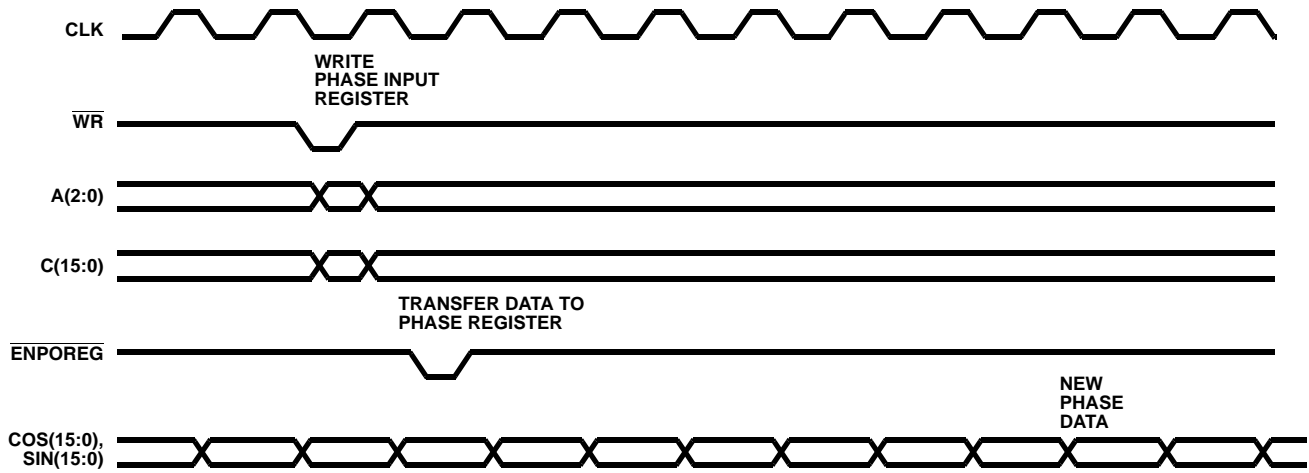 CLK
WRITE
PHASE INPUT
REGISTER
WR
A(2:0)
C(15:0)
TRANSFER DATA TO
PHASE REGISTER
ENPOREG
NEW
PHASE
DATA
COS(15:0),
SIN(15:0)